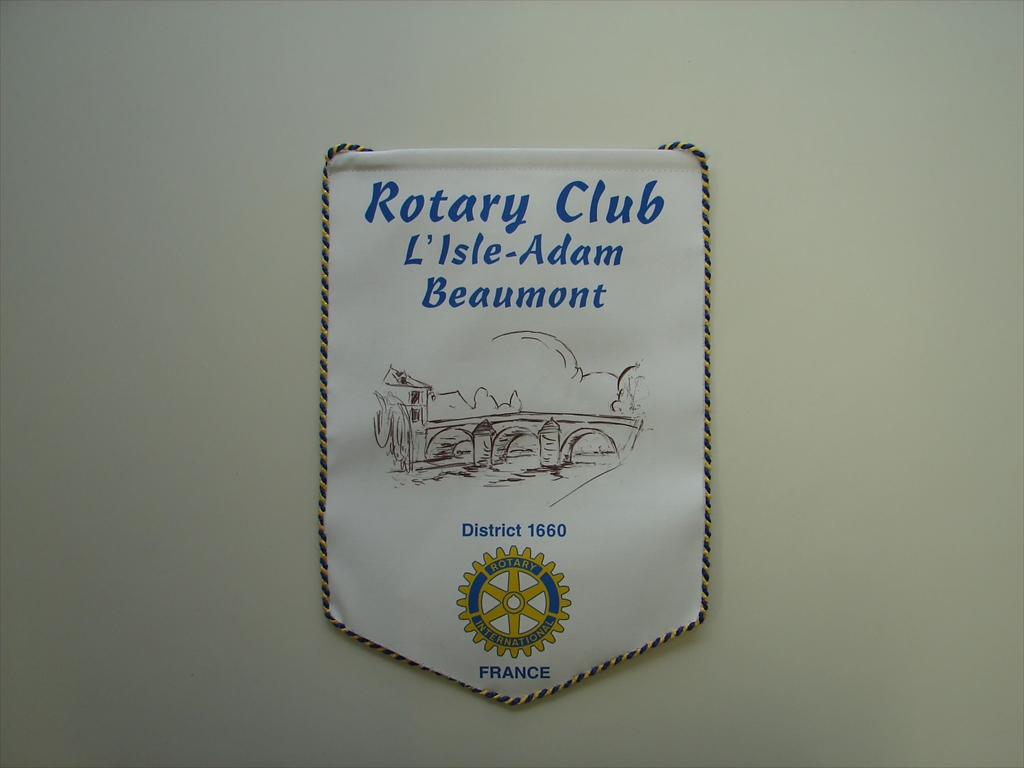 Rotary Club
L'Isle-Adam
Beaumont
District 1660
ROTARY
INTERNATIONAL
FRANCE